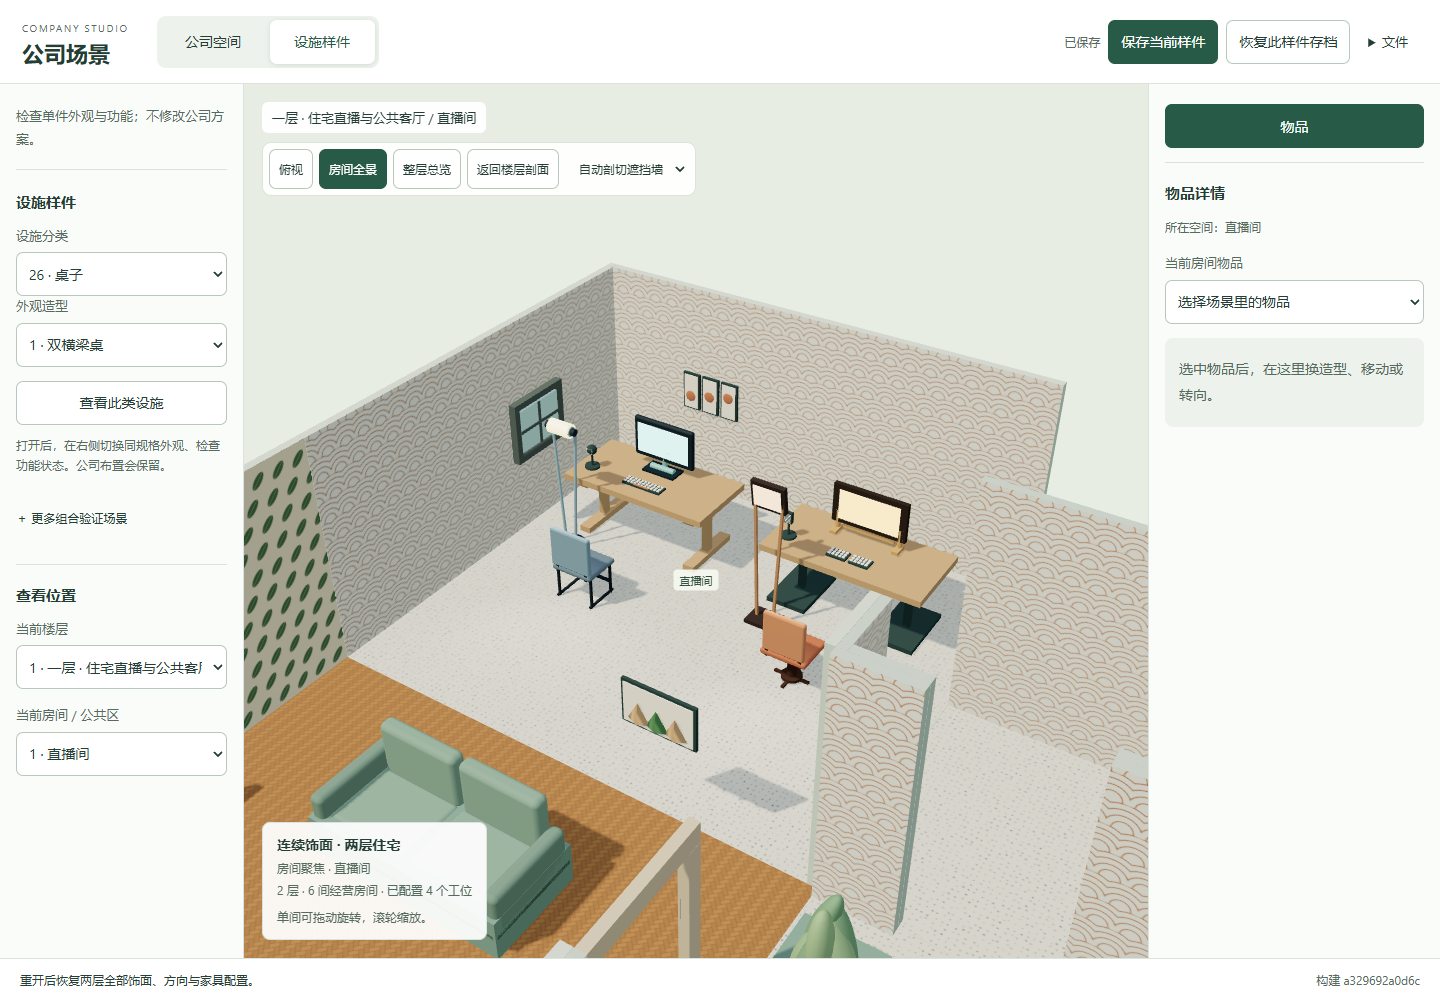 COMPANY STUDIO
公司场景
公司空间
设施样件
已保存
保存当前样件
恢复此样件存档
▶ 文件
检查单件外观与功能；不修改公司方案。
设施样件
设施分类
26 · 桌子
外观造型
1 · 双横梁桌
查看此类设施
打开后，在右侧切换同规格外观、检查
功能状态。公司布置会保留。
+ 更多组合验证场景
查看位置
当前楼层
1 · 一层 · 住宅直播与公共客厅
当前房间 / 公共区
1 · 直播间
一层 · 住宅直播与公共客厅 / 直播间
俯视
房间全景
整层总览
返回楼层剖面
自动剖切遮挡墙
直播间
连续饰面 · 两层住宅
房间聚焦 · 直播间
2 层 · 6 间经营房间 · 已配置 4 个工位
单间可拖动旋转，滚轮缩放。
物品
物品详情
所在空间：直播间
当前房间物品
选择场景里的物品
选中物品后，在这里换造型、移动或
转向。
重开后恢复两层全部饰面、方向与家具配置。
构建 a329692a0d6c